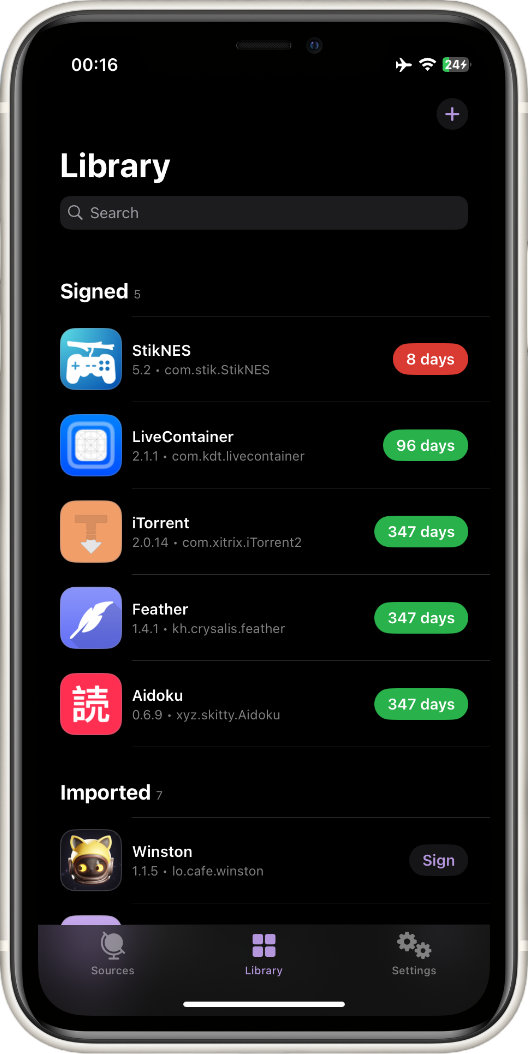 00:16
24
Library
Search
Signed 5
StikNES
5.2 • com.stik.StikNES
8 days
LiveContainer
2.1.1 • com.kdt.livecontainer
96 days
iTorrent
2.0.14 • com.xitrix.iTorrent2
347 days
Feather
1.4.1 • kh.crysalis.feather
347 days
読
Aidoku
0.6.9 • xyz.skitty.Aidoku
347 days
Imported 7
Winston
1.1.5 • lo.cafe.winston
Sign
Sources
Library
Settings